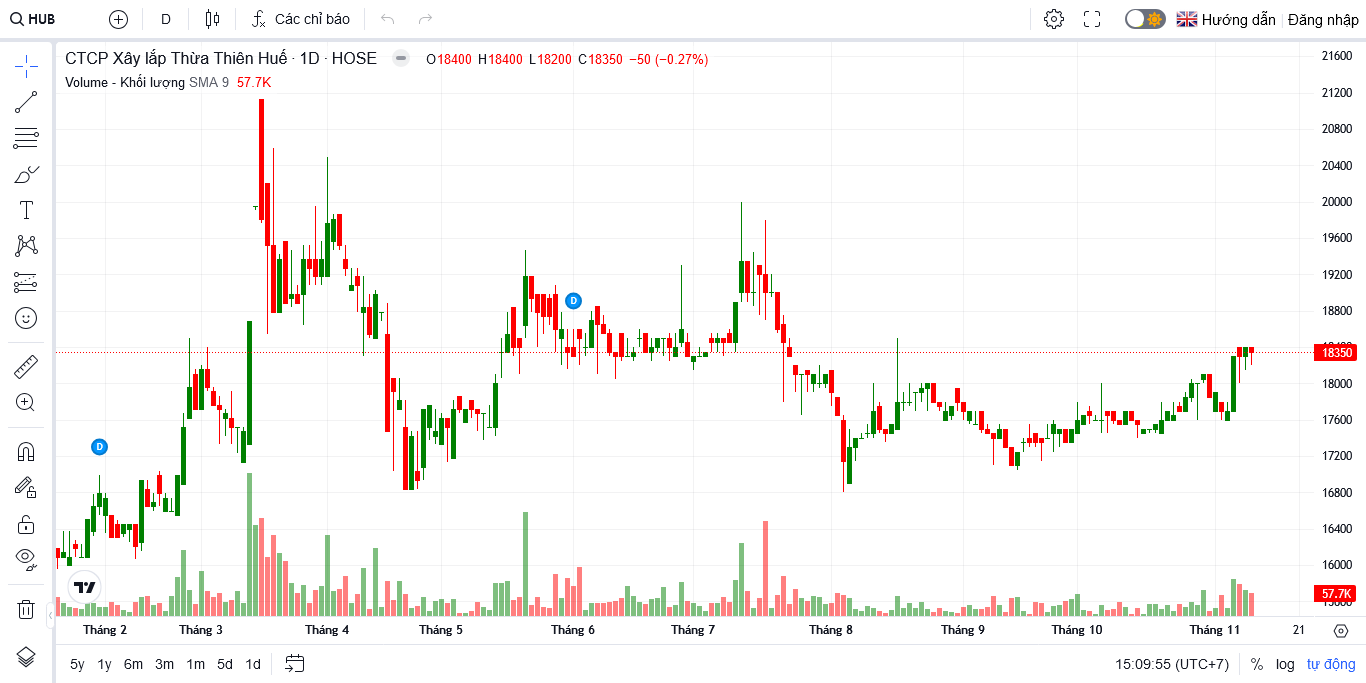 HUB D Các chỉ báo Hướng dẫn Đăng nhập
CTCP Xây lắp Thừa Thiên Huế · 1D · HOSE O18400 H18400 L18200 C18350 −50 (−0.27%)
Volume - Khối lượng SMA 9 57.7K
21600
21200
20800
20400
20000
19600
19200
18800
18350
18000
17600
17200
16800
16400
16000
57.7K
D
D
Tháng 2 Tháng 3 Tháng 4 Tháng 5 Tháng 6 Tháng 7 Tháng 8 Tháng 9 Tháng 10 Tháng 11 21
5y 1y 6m 3m 1m 5d 1d 15:09:55 (UTC+7) % log tự động